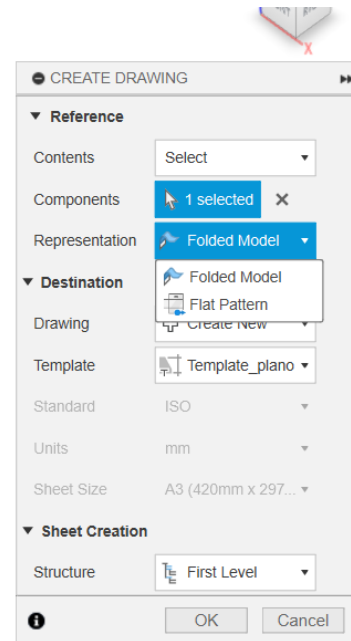 X
CREATE DRAWING
Reference
Contents Select
Components 1 selected
Representation Folded Model
Folded Model
Flat Pattern
Destination
Drawing Create New
Template Template_plano
Standard ISO
Units mm
Sheet Size A3 (420mm x 297...
Sheet Creation
Structure First Level
OK Cancel